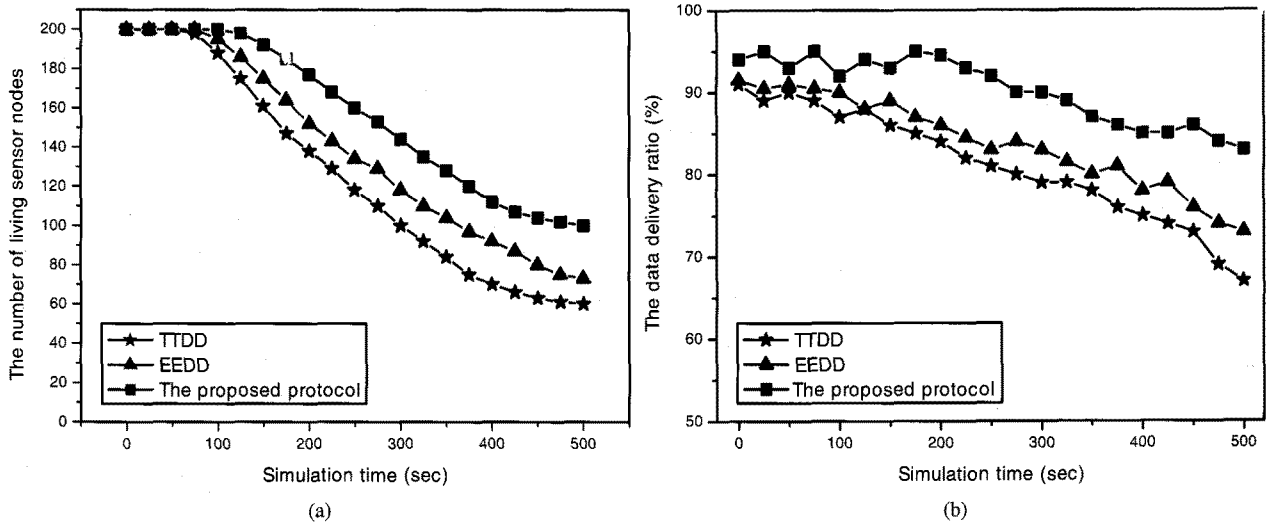 The number of living sensor nodes
200
180
160
140
120
100
80
60
40
20
0
TTDD
EEDD
The proposed protocol
0 100 200 300 400 500
Simulation time (sec)
(a)
The data delivery ratio (%)
100
90
80
70
60
50
TTDD
EEDD
The proposed protocol
0 100 200 300 400 500
Simulation time (sec)
(b)